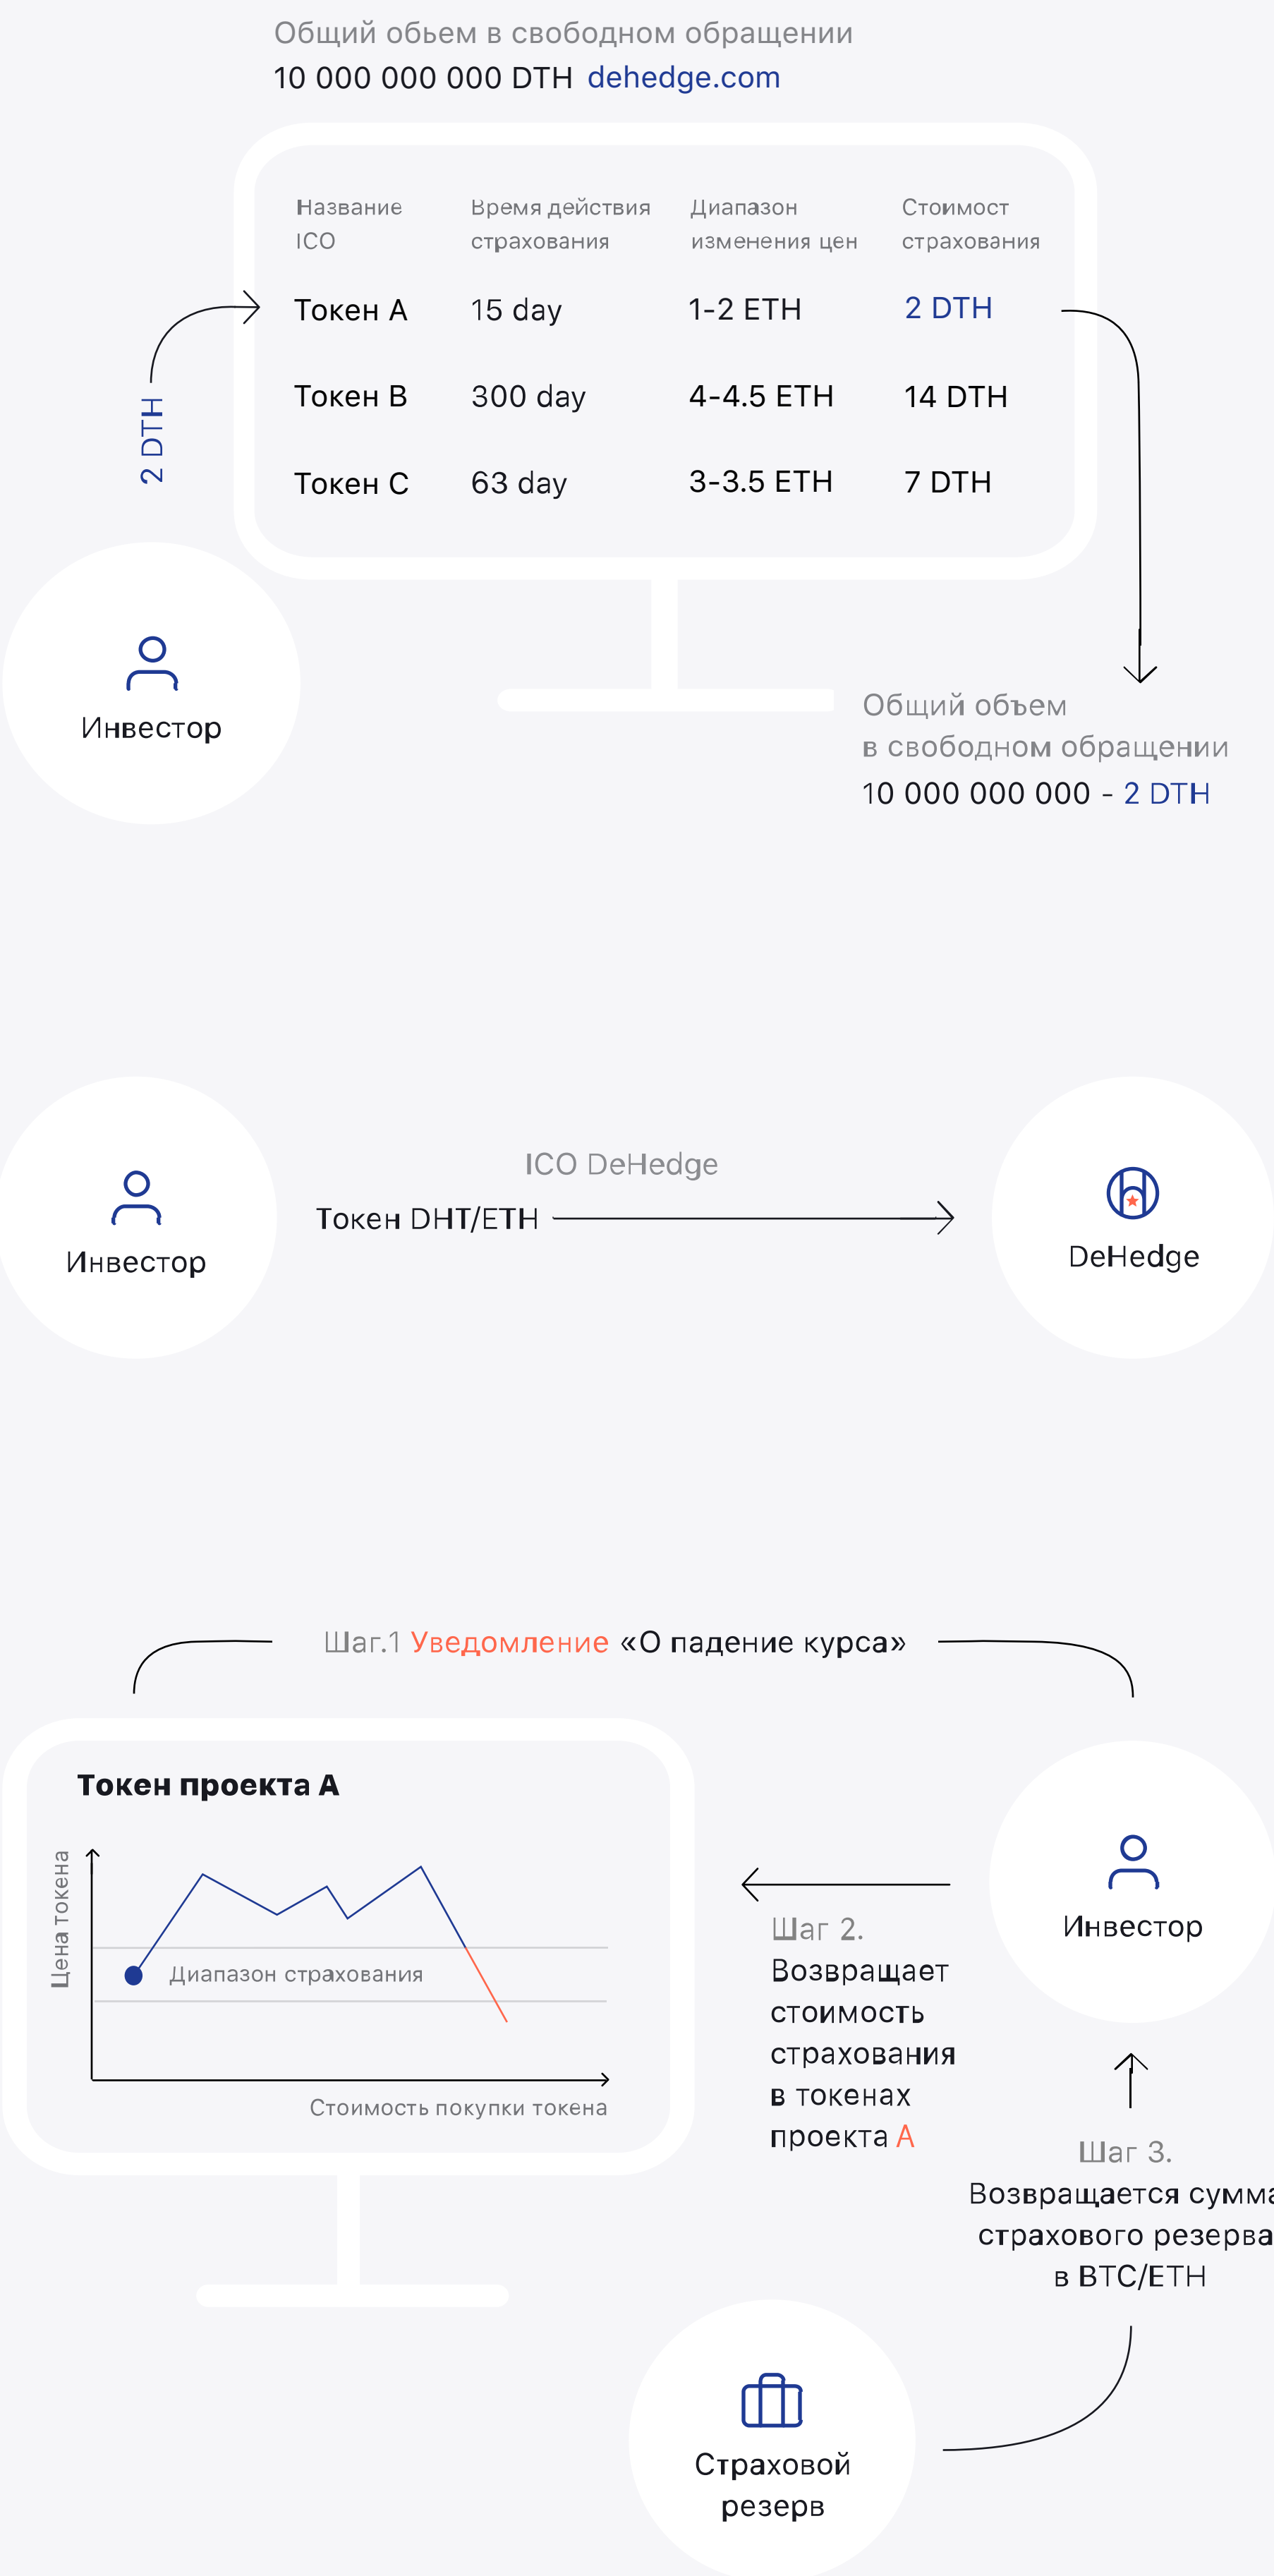 Общий обьем в свободном обращении
10 000 000 000 DTH dehedge.com
Название
ICO
Время действия
страхования
Диапазон
изменения цен
Стоимост
страхования
Токен A
15 day
1-2 ETH
2 DTH
Токен B
300 day
4-4.5 ETH
14 DTH
Токен C
63 day
3-3.5 ETH
7 DTH
2 DTH
Инвестор
Общий объем
в свободном обращении
10 000 000 000 - 2 DTH
ICO DeHedge
Токен DHT/ETH
Инвестор
DeHedge
Шаг.1 Уведомление «О падение курса»
Токен проекта А
Цена токена
Диапазон страхования
Стоимость покупки токена
Инвестор
Шаг 2.
Возвращает
стоимость
страхования
в токенах
проекта А
Шаг 3.
Возвращается сумма
страхового резерва
в BTC/ETH
Страховой
резерв